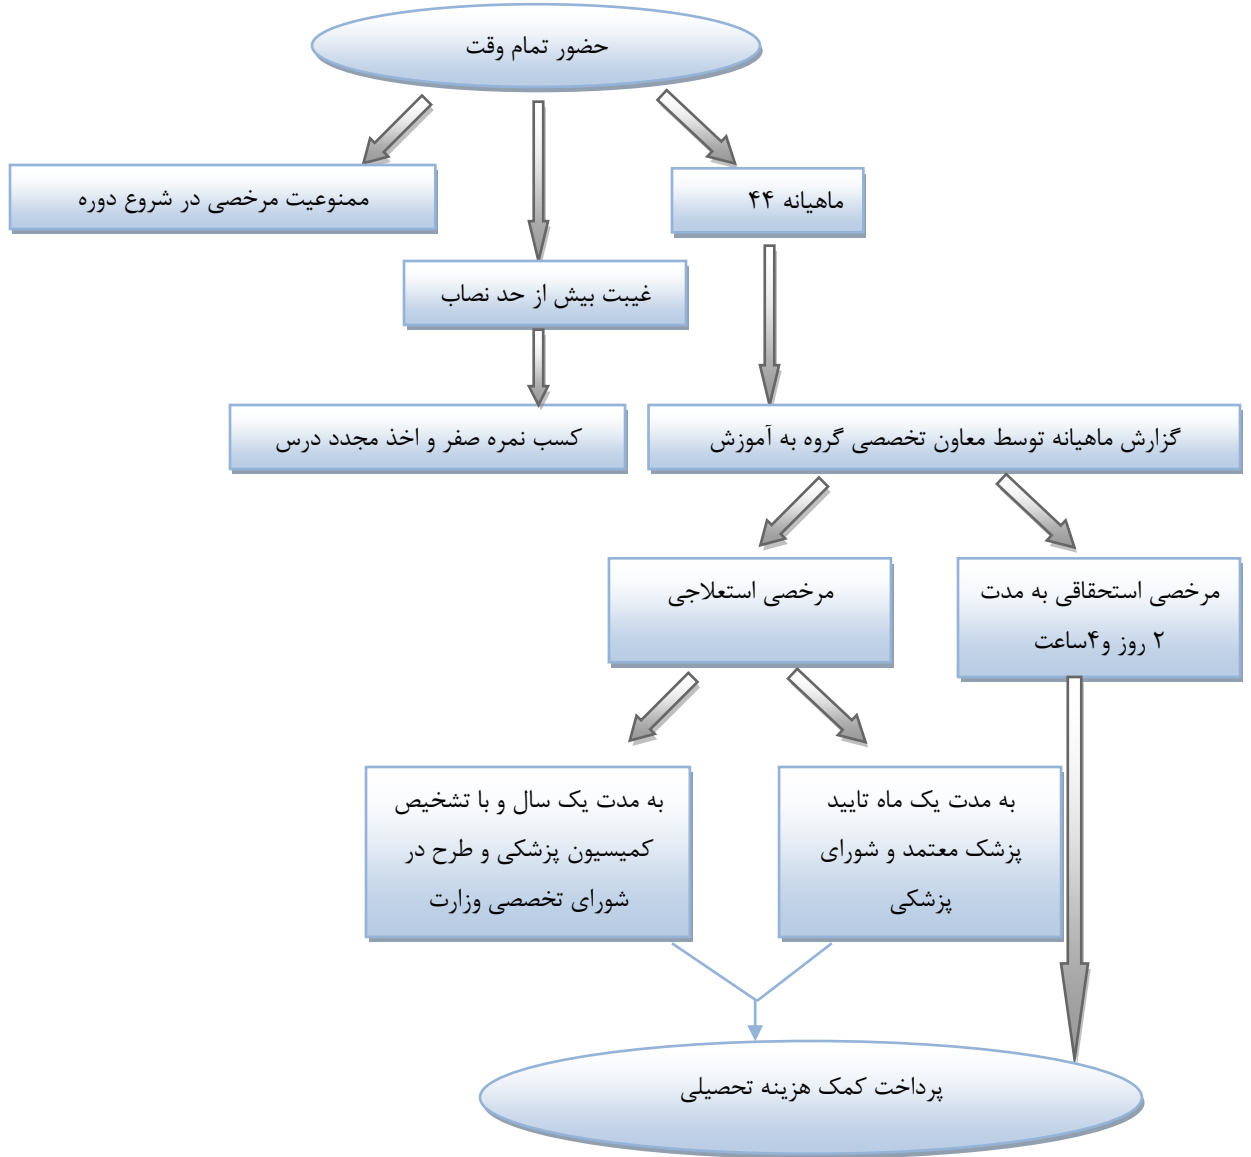 حضور تمام وقت
ماهیانه ۴۴
ممنوعیت مرخصی در شروع دوره
غیبت بیش از حد نصاب
گزارش ماهیانه توسط معاون تخصصی گروه به آموزش
کسب نمره صفر و اخذ مجدد درس
مرخصی استحقاقی به مدت
۲ روز و۴ساعت
مرخصی استعلاجی
به مدت یک ماه تایید
پزشک معتمد و شورای
پزشکی
به مدت یک سال و با تشخیص
کمیسیون پزشکی و طرح در
شورای تخصصی وزارت
پرداخت کمک هزینه تحصیلی